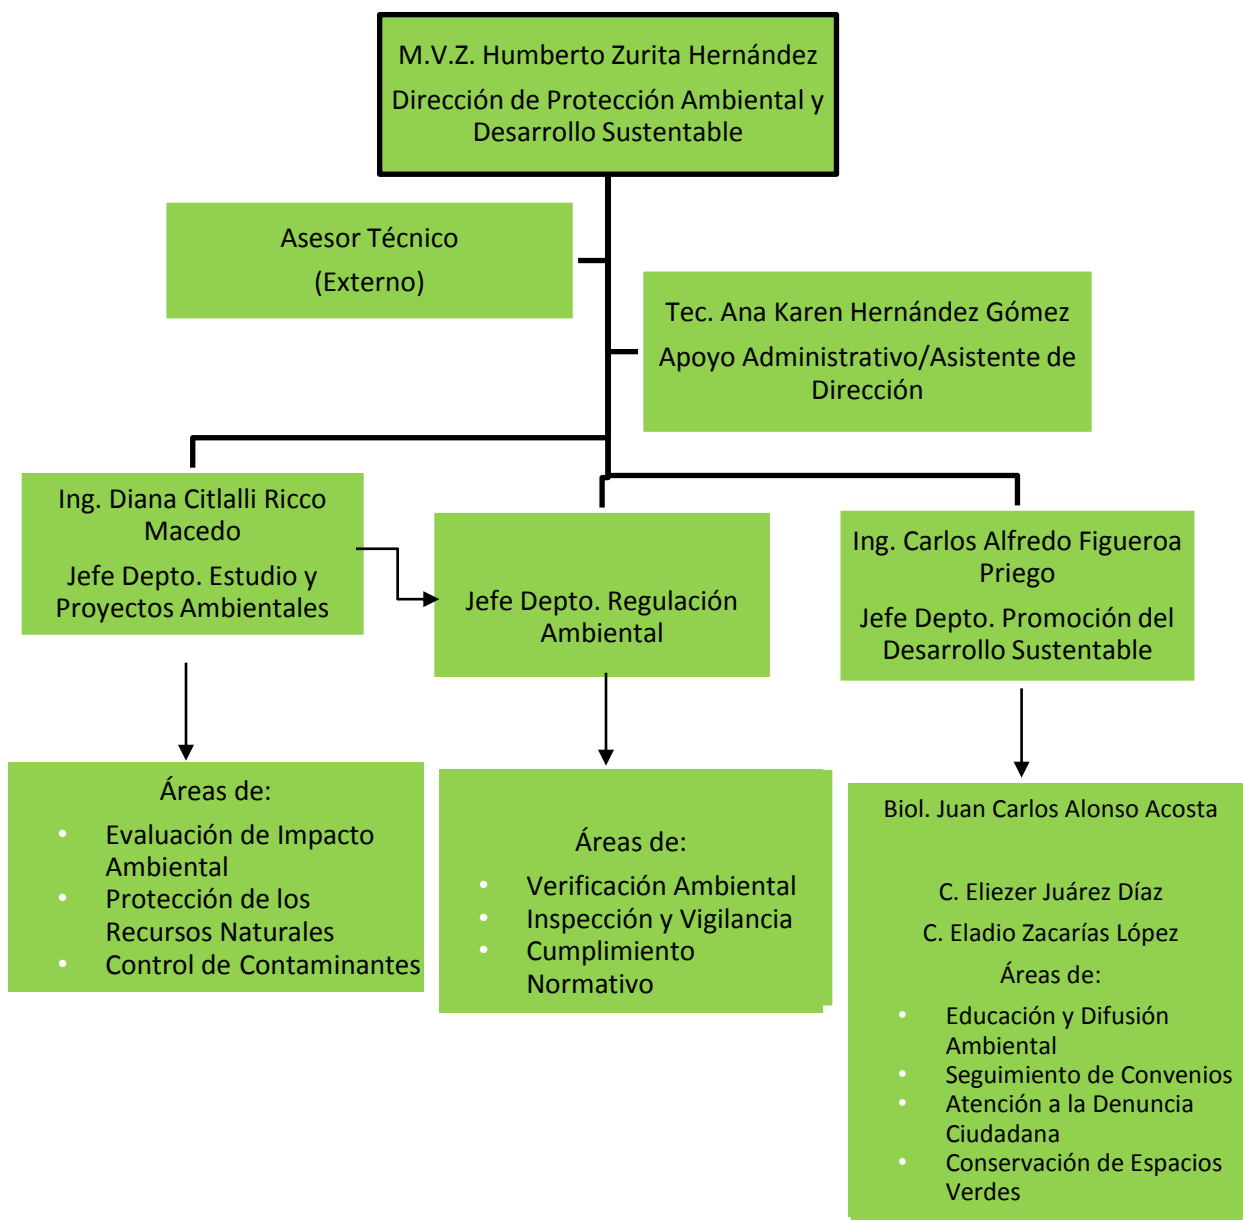 M.V.Z. Humberto Zurita Hernández
Dirección de Protección Ambiental y
Desarrollo Sustentable
Asesor Técnico
(Externo)
Tec. Ana Karen Hernández Gómez
Apoyo Administrativo/Asistente de
Dirección
Ing. Diana Citlalli Ricco
Macedo
Jefe Depto. Estudio y
Proyectos Ambientales
Jefe Depto. Regulación
Ambiental
Ing. Carlos Alfredo Figueroa
Priego
Jefe Depto. Promoción del
Desarrollo Sustentable
Áreas de:
• Evaluación de Impacto
Ambiental
• Protección de los
Recursos Naturales
• Control de Contaminantes
Áreas de:
• Verificación Ambiental
• Inspección y Vigilancia
• Cumplimiento
Normativo
Biol. Juan Carlos Alonso Acosta
C. Eliezer Juárez Díaz
C. Eladio Zacarías López
Áreas de:
• Educación y Difusión
Ambiental
• Seguimiento de Convenios
• Atención a la Denuncia
Ciudadana
• Conservación de Espacios
Verdes